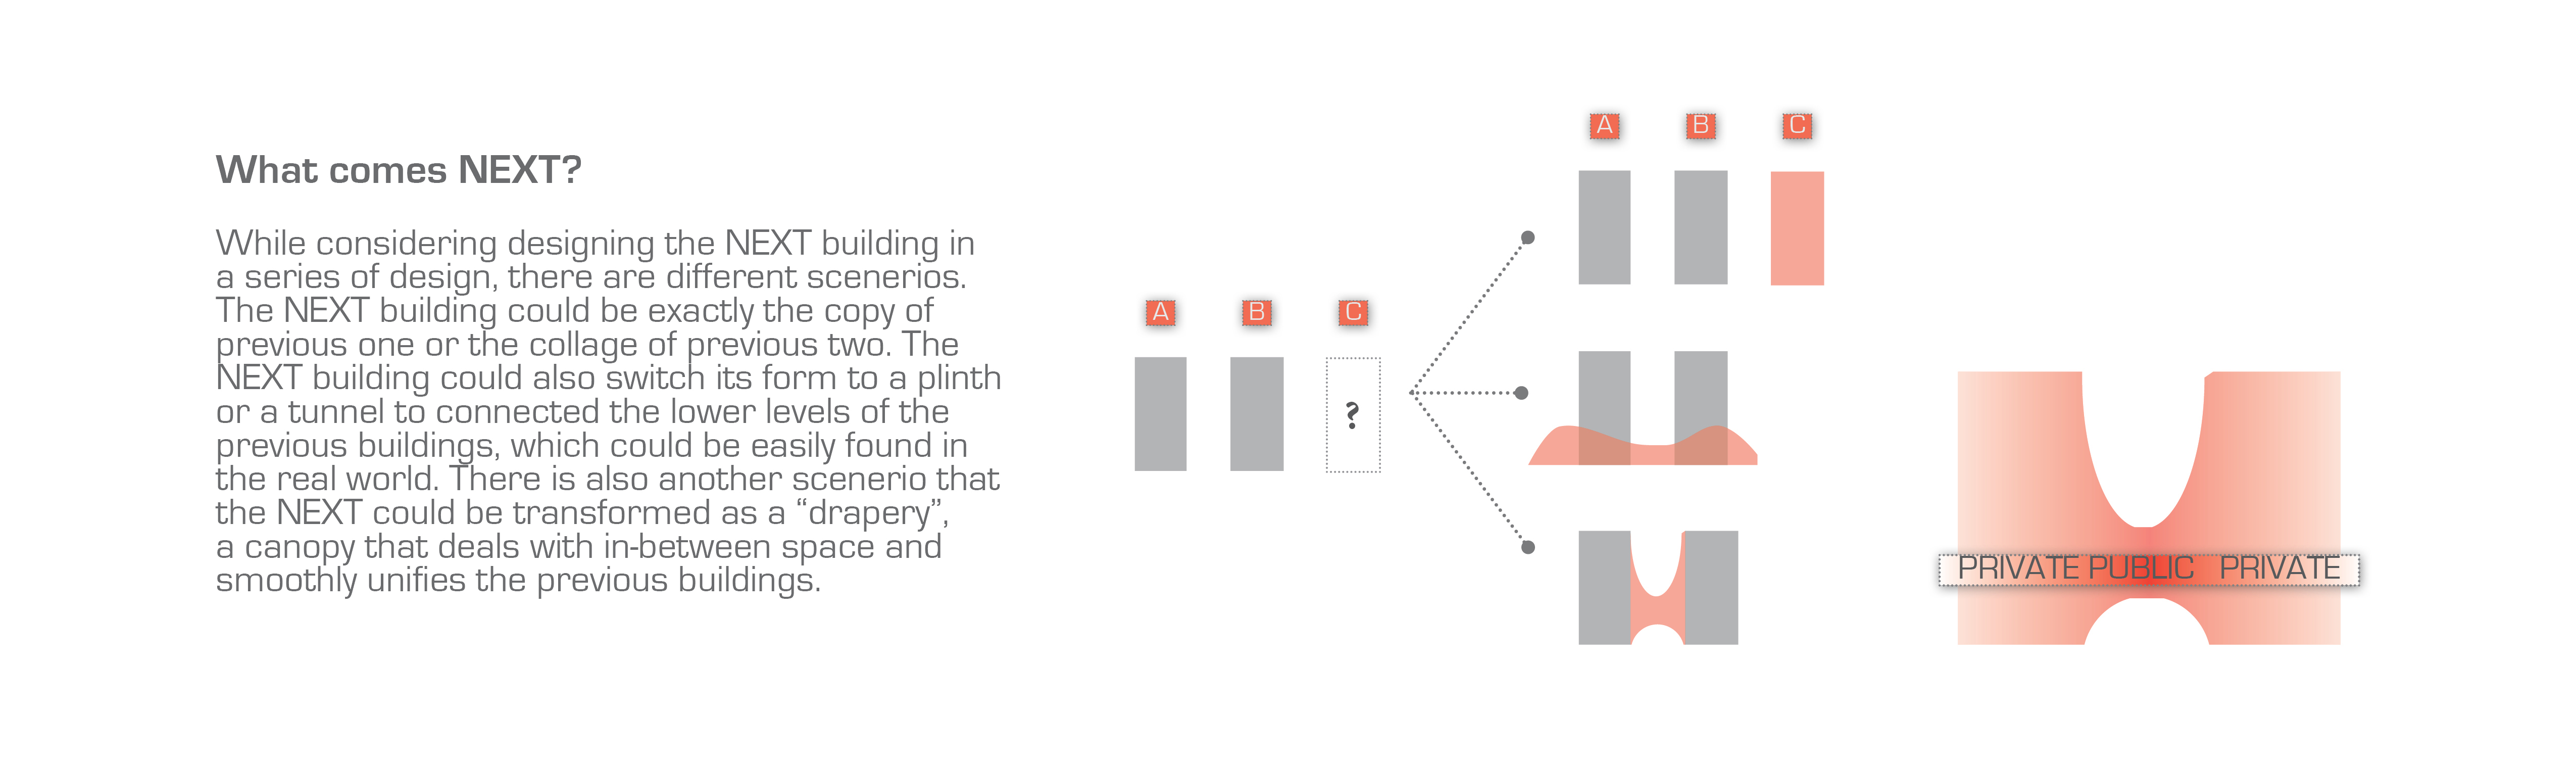 What comes NEXT?
While considering designing the NEXT building in
a series of design, there are different scenerios.
The NEXT building could be exactly the copy of
previous one or the collage of previous two. The
NEXT building could also switch its form to a plinth
or a tunnel to connected the lower levels of the
previous buildings, which could be easily found in
the real world. There is also another scenerio that
the NEXT could be transformed as a “drapery”,
a canopy that deals with in-between space and
smoothly unifies the previous buildings.
A B C
?
A B C
PRIVATE PUBLIC PRIVATE